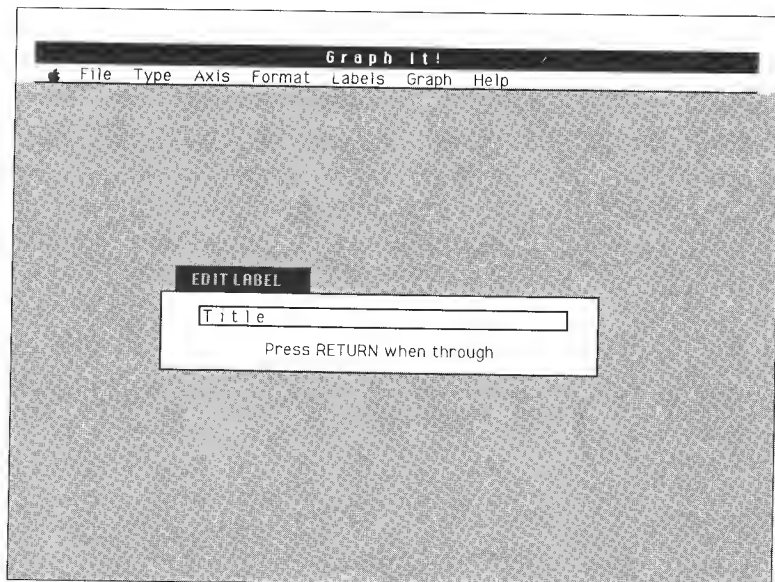 Graph It!
File Type Axis Format Labels Graph Help
EDIT LABEL
Title
Press RETURN when through